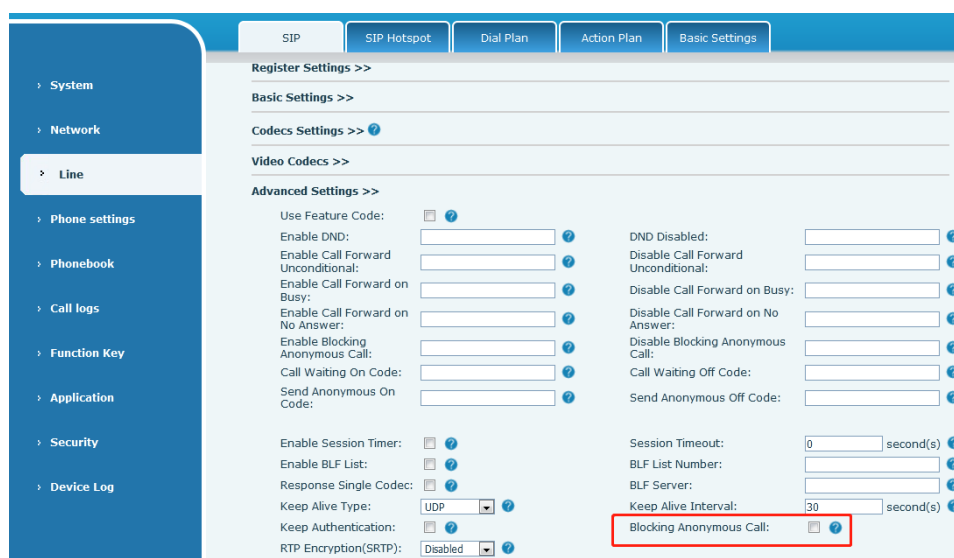 SIP
SIP Hotspot
Dial Plan
Action Plan
Basic Settings
› System
› Network
› Line
› Phone settings
› Phonebook
› Call logs
› Function Key
› Application
› Security
› Device Log
Register Settings >>
Basic Settings >>
Codecs Settings >> ?
Video Codecs >>
Advanced Settings >>
Use Feature Code: ?
Enable DND: ? DND Disabled: ?
Enable Call Forward
Unconditional: ? Disable Call Forward
Unconditional: ?
Enable Call Forward on
Busy: ? Disable Call Forward on Busy: ?
Enable Call Forward on
No Answer: ? Disable Call Forward on No
Answer: ?
Enable Blocking
Anonymous Call: ? Disable Blocking Anonymous
Call: ?
Call Waiting On Code: ? Call Waiting Off Code: ?
Send Anonymous On
Code: ? Send Anonymous Off Code: ?
Enable Session Timer: ? Session Timeout: 0 second(s) ?
Enable BLF List: ? BLF List Number: ?
Response Single Codec: ? BLF Server: ?
Keep Alive Type: UDP ? Keep Alive Interval: 30 second(s) ?
Keep Authentication: ? Blocking Anonymous Call: ?
RTP Encryption(SRTP): Disabled ?